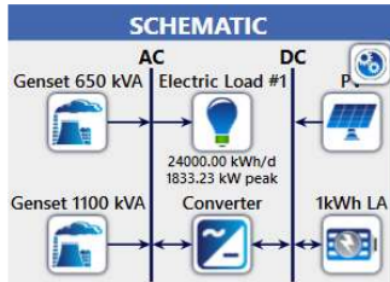 SCHEMATIC
AC DC
Genset 650 kVA Electric Load #1
24000.00 kWh/d
1833.23 kW peak
Genset 1100 kVA Converter 1kWh LA